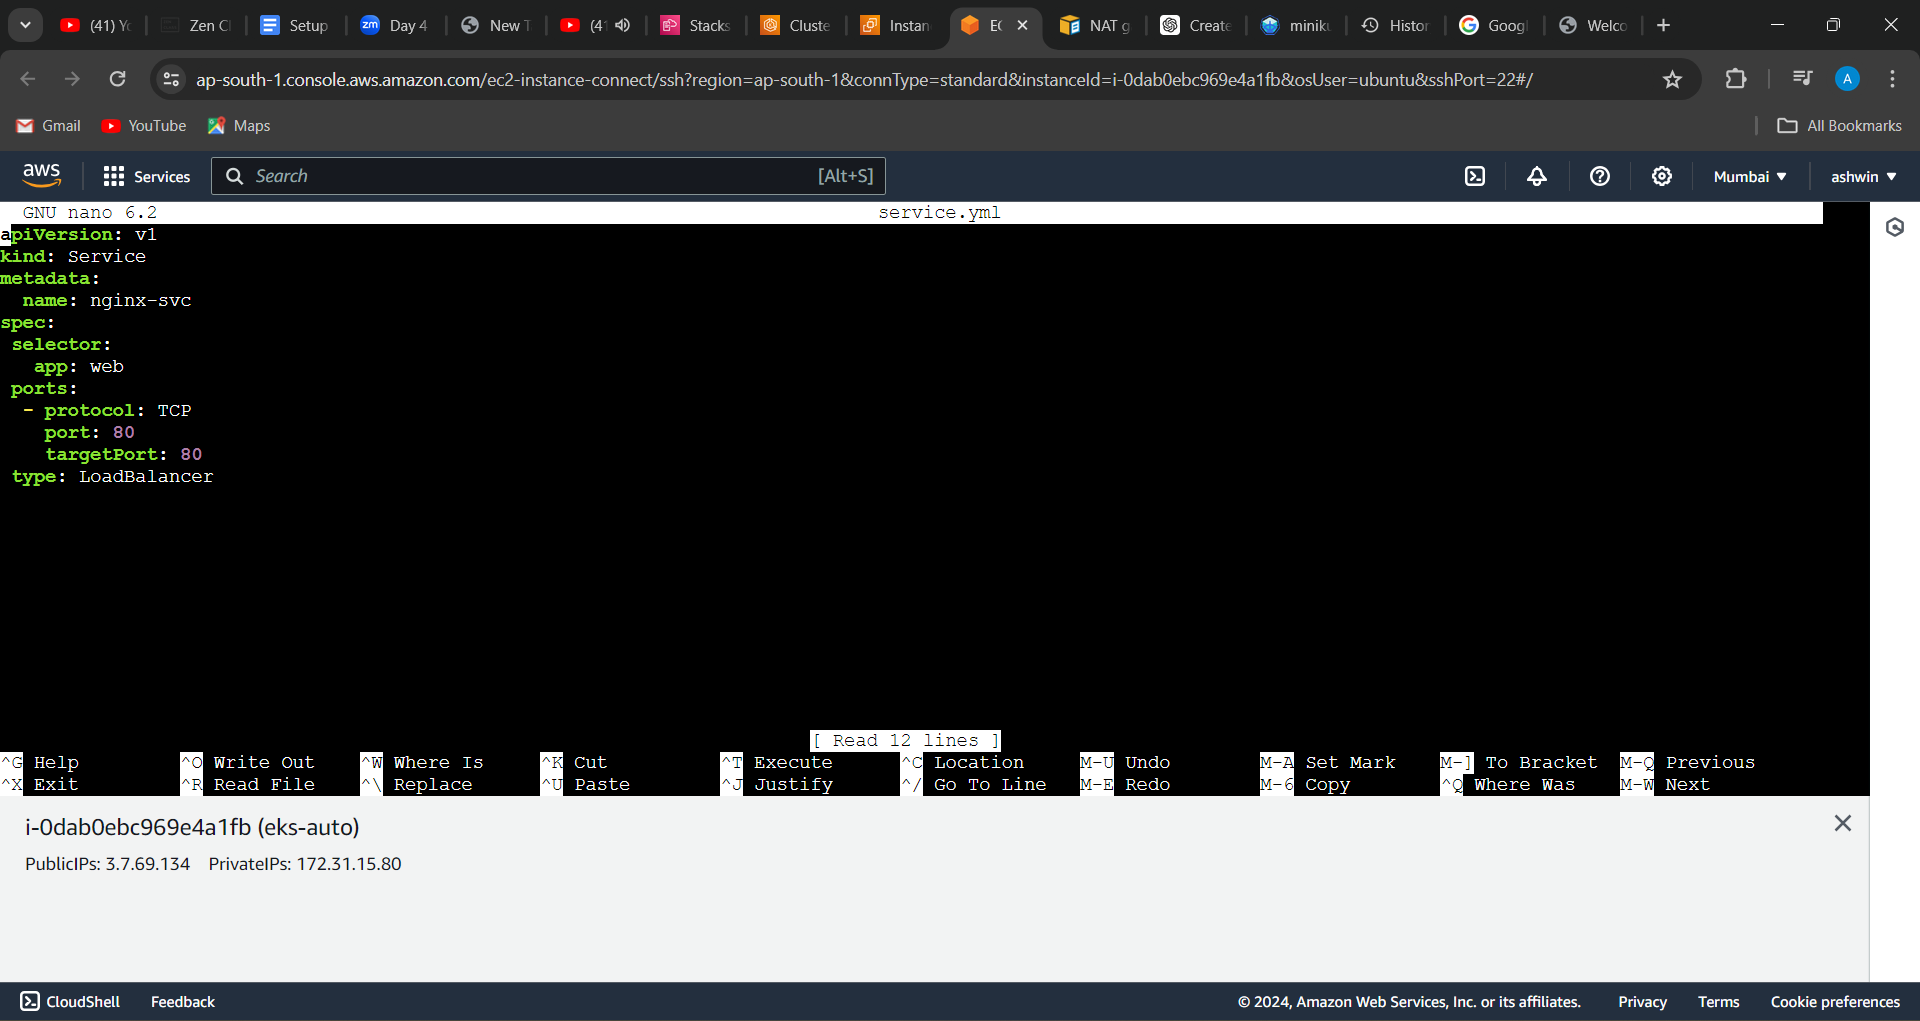 (41) Yo
Zen Cl
Setup
zm
Day 4
New T
(41
Stacks
Cluste
Instan
EC
NAT g
Create
miniku
Histor
Googl
Welco
ap-south-1.console.aws.amazon.com/ec2-instance-connect/ssh?region=ap-south-1&connType=standard&instanceId=i-0dab0ebc969e4a1fb&osUser=ubuntu&sshPort=22#/
A
Gmail
YouTube
Maps
All Bookmarks
aws
Services
Search
[Alt+S]
Mumbai
ashwin
GNU nano 6.2
service.yml
apiVersion: v1
kind: Service
metadata:
  name: nginx-svc
spec:
 selector:
   app: web
 ports:
  - protocol: TCP
    port: 80
    targetPort: 80
 type: LoadBalancer
[ Read 12 lines ]
^G Help ^O Write Out ^W Where Is ^K Cut ^T Execute ^C Location M-U Undo M-A Set Mark M-] To Bracket M-Q Previous
^X Exit ^R Read File ^\ Replace ^U Paste ^J Justify ^/ Go To Line M-E Redo M-6 Copy ^Q Where Was M-W Next
i-0dab0ebc969e4a1fb (eks-auto)
PublicIPs: 3.7.69.134 PrivateIPs: 172.31.15.80
CloudShell
Feedback
© 2024, Amazon Web Services, Inc. or its affiliates.
Privacy
Terms
Cookie preferences